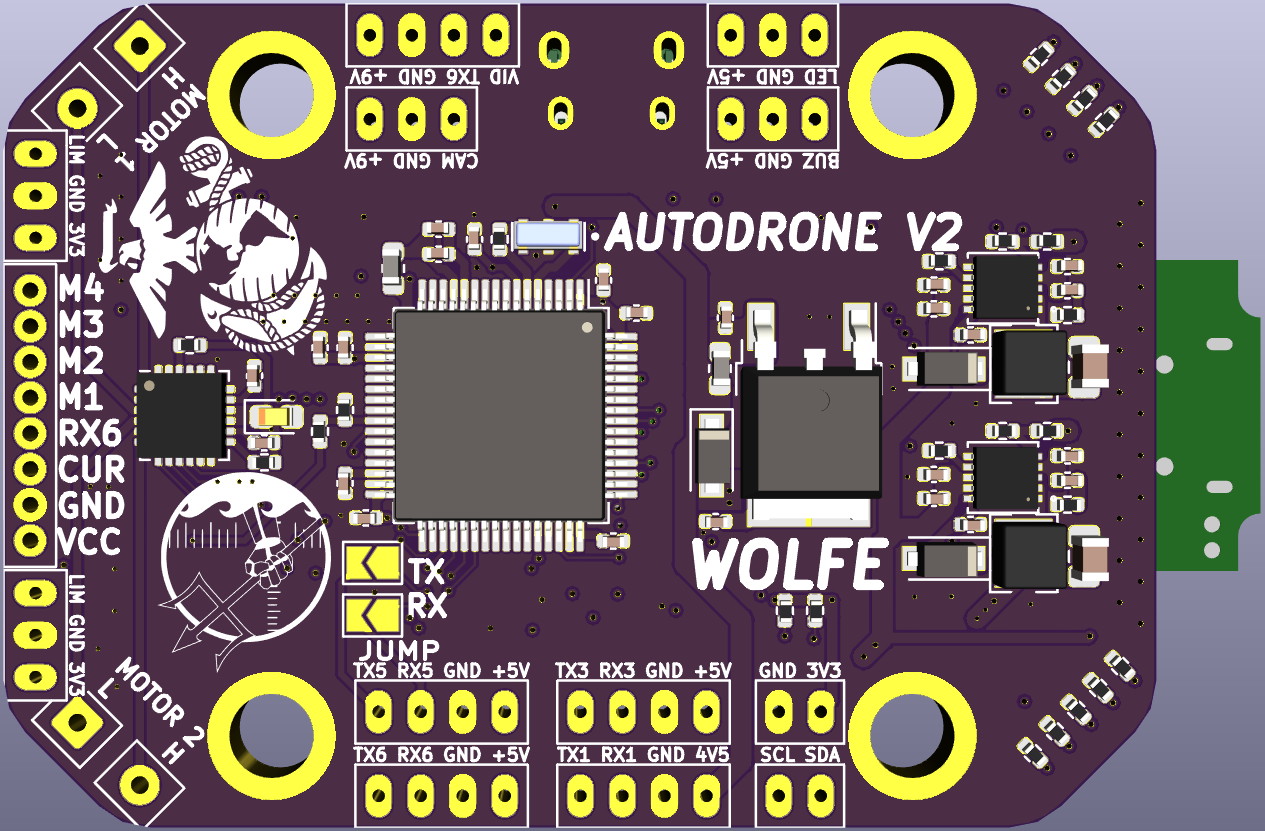 +9V GND TX6 VID
+5V GND LED
+9V GND CAM
+5V GND BUZ
H
MOTOR 1
L
LIM GND 3V3
AUTODRONE V2
M4
M3
M2
M1
RX6
CUR
GND
VCC
WOLFE
TX
RX
JUMP
LIM GND 3V3
L
MOTOR 2
H
TX5 RX5 GND +5V
TX3 RX3 GND +5V
GND 3V3
TX6 RX6 GND +5V
TX1 RX1 GND 4V5
SCL SDA